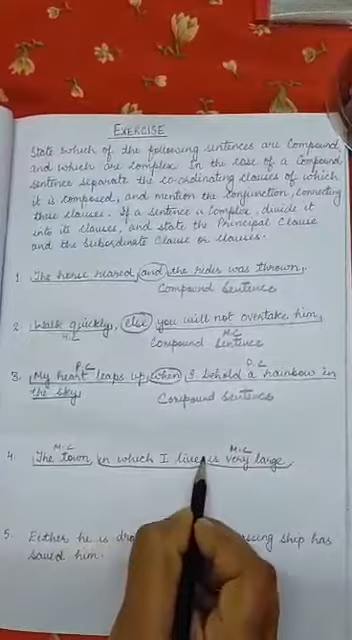 EXERCISE
State which of the following sentences are Compound
and which are complex. In the case of a Compound
sentence separate the co-ordinating clauses of which
it is composed, and mention the conjunction, connecting
these clauses. If a sentence is Complex, divide it
into its clauses, and state the Principal Clause
and the Subordinate Clause or clauses.
1. The horse reared, and the rider was thrown.
Compound Sentence
2. Walk quickly, else you will not overtake him,
M.C M.C
Compound Sentence
P.C D.C
3. My heart leaps up when I behold a rainbow in
the sky,
Compound Sentence
M.C M.C
4. The town, in which I live, is very large.
5. Either he is ship has
saved him.